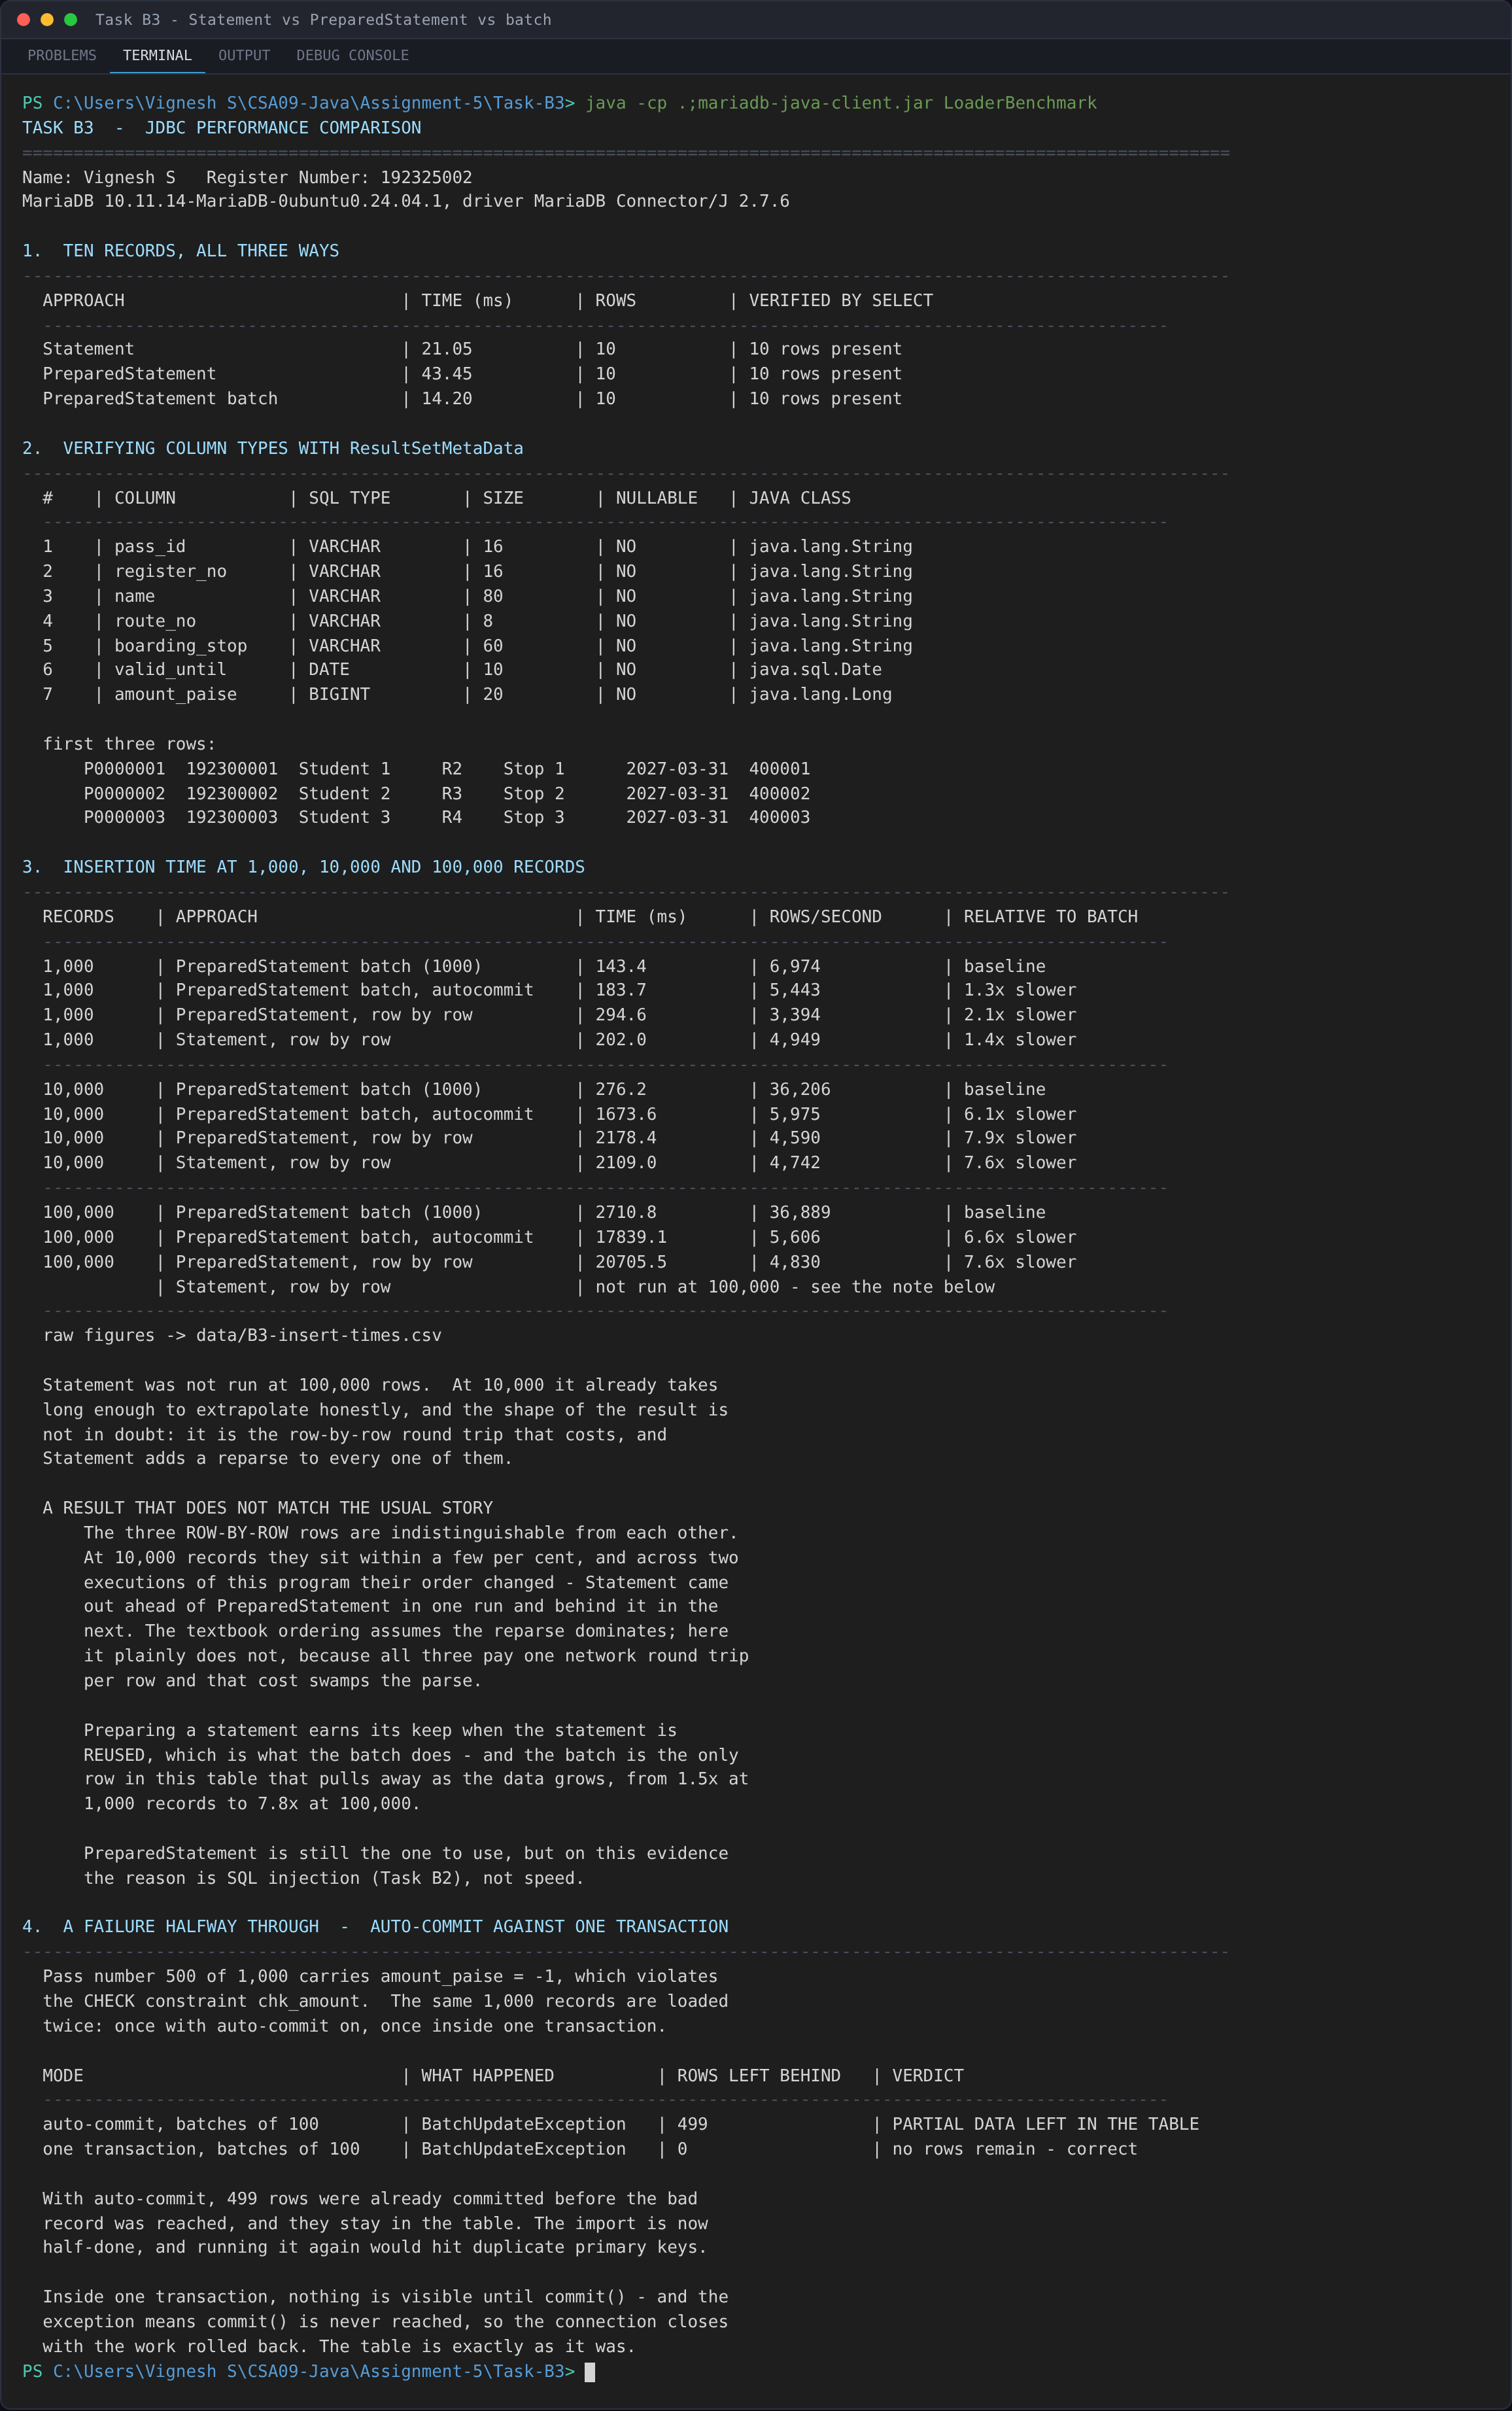 Task B3 - Statement vs PreparedStatement vs batch
PROBLEMS TERMINAL OUTPUT DEBUG CONSOLE
PS C:\Users\Vignesh S\CSA09-Java\Assignment-5\Task-B3> java -cp .;mariadb-java-client.jar LoaderBenchmark
TASK B3 - JDBC PERFORMANCE COMPARISON
======================================================================================================================
Name: Vignesh S   Register Number: 192325002
MariaDB 10.11.14-MariaDB-0ubuntu0.24.04.1, driver MariaDB Connector/J 2.7.6
1. TEN RECORDS, ALL THREE WAYS
----------------------------------------------------------------------------------------------------------------------
APPROACH | TIME (ms) | ROWS | VERIFIED BY SELECT
--------------------------------------------------------------------------------------------------------------
Statement | 21.05 | 10 | 10 rows present
PreparedStatement | 43.45 | 10 | 10 rows present
PreparedStatement batch | 14.20 | 10 | 10 rows present
2. VERIFYING COLUMN TYPES WITH ResultSetMetaData
----------------------------------------------------------------------------------------------------------------------
# | COLUMN | SQL TYPE | SIZE | NULLABLE | JAVA CLASS
--------------------------------------------------------------------------------------------------------------
1 | pass_id | VARCHAR | 16 | NO | java.lang.String
2 | register_no | VARCHAR | 16 | NO | java.lang.String
3 | name | VARCHAR | 80 | NO | java.lang.String
4 | route_no | VARCHAR | 8 | NO | java.lang.String
5 | boarding_stop | VARCHAR | 60 | NO | java.lang.String
6 | valid_until | DATE | 10 | NO | java.sql.Date
7 | amount_paise | BIGINT | 20 | NO | java.lang.Long
first three rows:
P0000001 192300001 Student 1 R2 Stop 1 2027-03-31 400001
P0000002 192300002 Student 2 R3 Stop 2 2027-03-31 400002
P0000003 192300003 Student 3 R4 Stop 3 2027-03-31 400003
3. INSERTION TIME AT 1,000, 10,000 AND 100,000 RECORDS
----------------------------------------------------------------------------------------------------------------------
RECORDS | APPROACH | TIME (ms) | ROWS/SECOND | RELATIVE TO BATCH
--------------------------------------------------------------------------------------------------------------
1,000 | PreparedStatement batch (1000) | 143.4 | 6,974 | baseline
1,000 | PreparedStatement batch, autocommit | 183.7 | 5,443 | 1.3x slower
1,000 | PreparedStatement, row by row | 294.6 | 3,394 | 2.1x slower
1,000 | Statement, row by row | 202.0 | 4,949 | 1.4x slower
--------------------------------------------------------------------------------------------------------------
10,000 | PreparedStatement batch (1000) | 276.2 | 36,206 | baseline
10,000 | PreparedStatement batch, autocommit | 1673.6 | 5,975 | 6.1x slower
10,000 | PreparedStatement, row by row | 2178.4 | 4,590 | 7.9x slower
10,000 | Statement, row by row | 2109.0 | 4,742 | 7.6x slower
--------------------------------------------------------------------------------------------------------------
100,000 | PreparedStatement batch (1000) | 2710.8 | 36,889 | baseline
100,000 | PreparedStatement batch, autocommit | 17839.1 | 5,606 | 6.6x slower
100,000 | PreparedStatement, row by row | 20705.5 | 4,830 | 7.6x slower
| Statement, row by row | not run at 100,000 - see the note below
--------------------------------------------------------------------------------------------------------------
raw figures -> data/B3-insert-times.csv
Statement was not run at 100,000 rows. At 10,000 it already takes
long enough to extrapolate honestly, and the shape of the result is
not in doubt: it is the row-by-row round trip that costs, and
Statement adds a reparse to every one of them.
A RESULT THAT DOES NOT MATCH THE USUAL STORY
The three ROW-BY-ROW rows are indistinguishable from each other.
At 10,000 records they sit within a few per cent, and across two
executions of this program their order changed - Statement came
out ahead of PreparedStatement in one run and behind it in the
next. The textbook ordering assumes the reparse dominates; here
it plainly does not, because all three pay one network round trip
per row and that cost swamps the parse.
Preparing a statement earns its keep when the statement is
REUSED, which is what the batch does - and the batch is the only
row in this table that pulls away as the data grows, from 1.5x at
1,000 records to 7.8x at 100,000.
PreparedStatement is still the one to use, but on this evidence
the reason is SQL injection (Task B2), not speed.
4. A FAILURE HALFWAY THROUGH - AUTO-COMMIT AGAINST ONE TRANSACTION
----------------------------------------------------------------------------------------------------------------------
Pass number 500 of 1,000 carries amount_paise = -1, which violates
the CHECK constraint chk_amount. The same 1,000 records are loaded
twice: once with auto-commit on, once inside one transaction.
MODE | WHAT HAPPENED | ROWS LEFT BEHIND | VERDICT
--------------------------------------------------------------------------------------------------------------
auto-commit, batches of 100 | BatchUpdateException | 499 | PARTIAL DATA LEFT IN THE TABLE
one transaction, batches of 100 | BatchUpdateException | 0 | no rows remain - correct
With auto-commit, 499 rows were already committed before the bad
record was reached, and they stay in the table. The import is now
half-done, and running it again would hit duplicate primary keys.
Inside one transaction, nothing is visible until commit() - and the
exception means commit() is never reached, so the connection closes
with the work rolled back. The table is exactly as it was.
PS C:\Users\Vignesh S\CSA09-Java\Assignment-5\Task-B3>